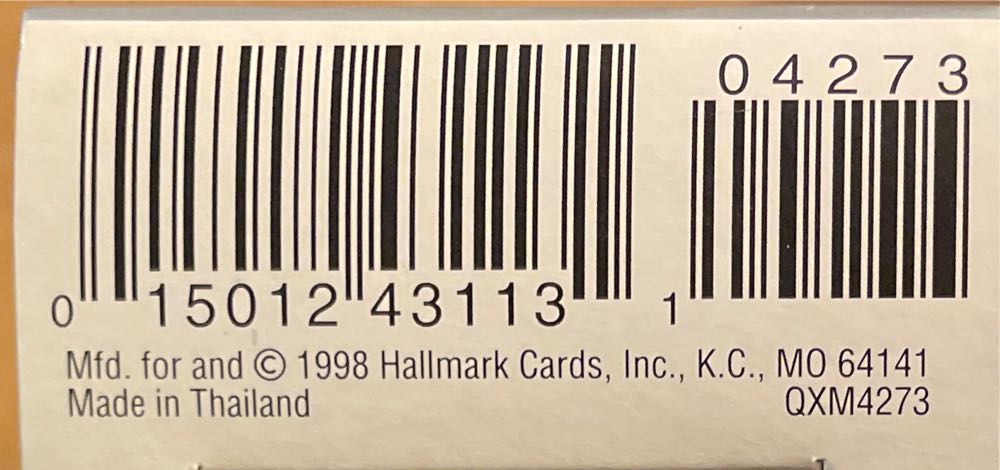 04273
0 15012 43113 1
Mfd. for and © 1998 Hallmark Cards, Inc., K.C., MO 64141
Made in Thailand QXM4273